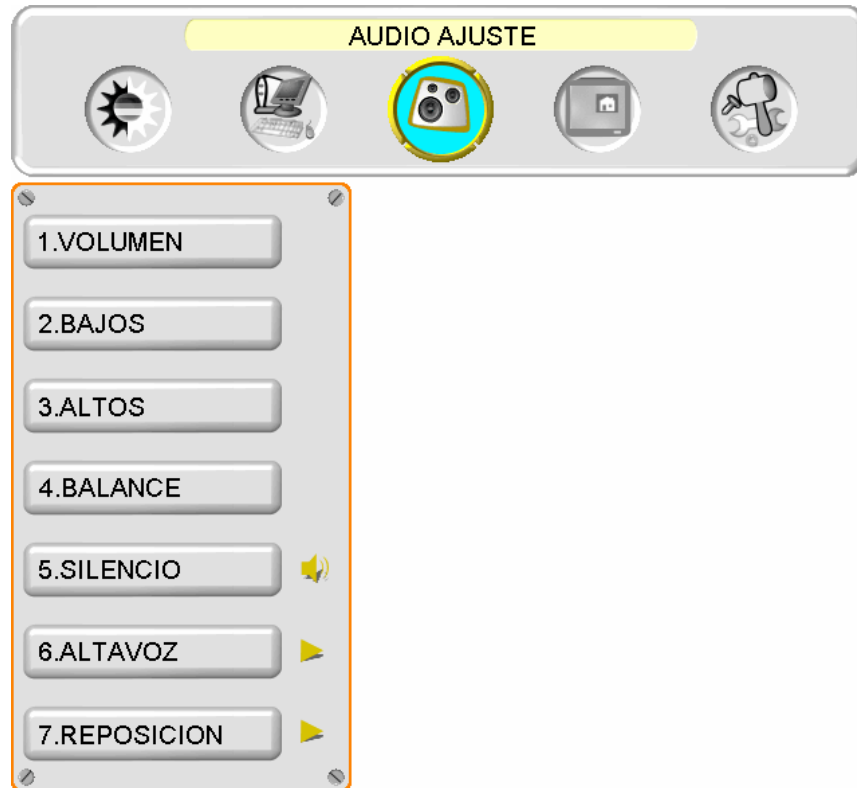 AUDIO AJUSTE
1.VOLUMEN
2.BAJOS
3.ALTOS
4.BALANCE
5.SILENCIO
6.ALTAVOZ
7.REPOSICION